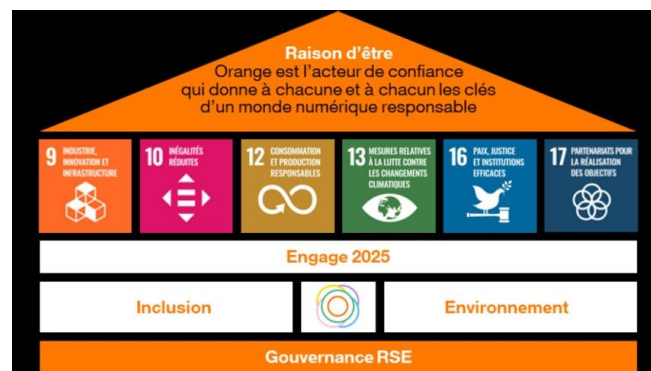 Raison d'être
Orange est l'acteur de confiance
qui donne à chacune et à chacun les clés
d'un monde numérique responsable
9 INDUSTRIE,
INNOVATION ET
INFRASTRUCTURE
10 INÉGALITÉS
RÉDUITES
12 CONSOMMATION
ET PRODUCTION
RESPONSABLES
13 MESURES RELATIVES
À LA LUTTE CONTRE
LES CHANGEMENTS
CLIMATIQUES
16 PAIX, JUSTICE
ET INSTITUTIONS
EFFICACES
17 PARTENARIATS POUR
LA RÉALISATION
DES OBJECTIFS
Engage 2025
Inclusion
Environnement
Gouvernance RSE